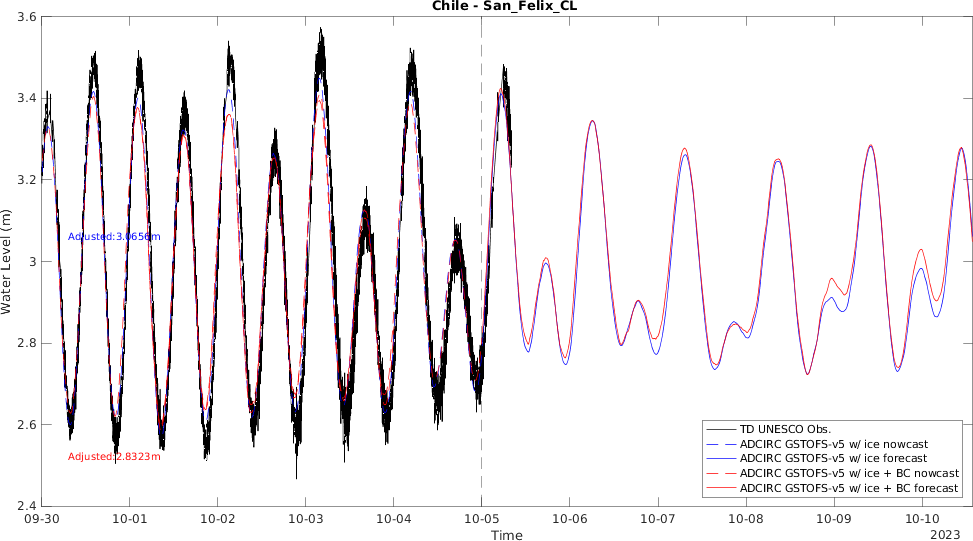 Chile - San_Felix_CL
Water Level (m)
3.6
3.4
3.2
3
2.8
2.6
2.4
Adjusted:3.0656m
Adjusted:2.8323m
TD UNESCO Obs.
ADCIRC GSTOFS-v5 w/ ice nowcast
ADCIRC GSTOFS-v5 w/ ice forecast
ADCIRC GSTOFS-v5 w/ ice + BC nowcast
ADCIRC GSTOFS-v5 w/ ice + BC forecast
09-30 10-01 10-02 10-03 10-04 10-05 10-06 10-07 10-08 10-09 10-10
Time
2023